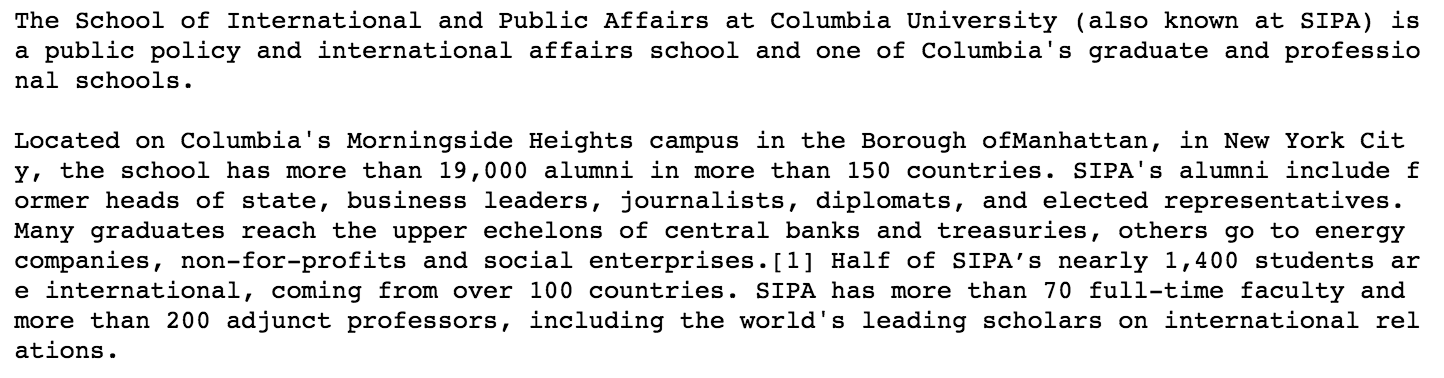 The School of International and Public Affairs at Columbia University (also known at SIPA) is
a public policy and international affairs school and one of Columbia's graduate and professio
nal schools.

Located on Columbia's Morningside Heights campus in the Borough ofManhattan, in New York Cit
y, the school has more than 19,000 alumni in more than 150 countries. SIPA's alumni include f
ormer heads of state, business leaders, journalists, diplomats, and elected representatives.
Many graduates reach the upper echelons of central banks and treasuries, others go to energy
companies, non-for-profits and social enterprises.[1] Half of SIPA’s nearly 1,400 students ar
e international, coming from over 100 countries. SIPA has more than 70 full-time faculty and
more than 200 adjunct professors, including the world's leading scholars on international rel
ations.